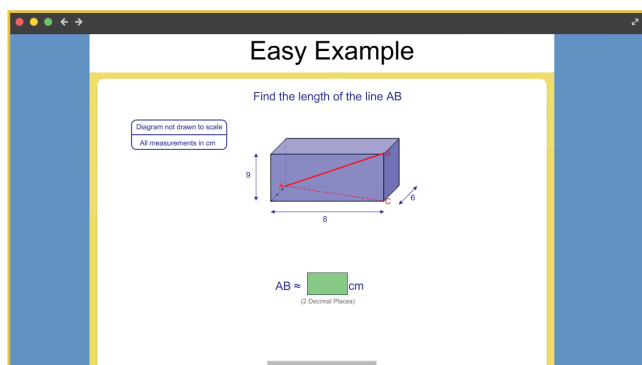 Easy Example
Find the length of the line AB
Diagram not drawn to scale
All measurements in cm
B
9
A
C
6
8
AB ≈ cm
(2 Decimal Places)